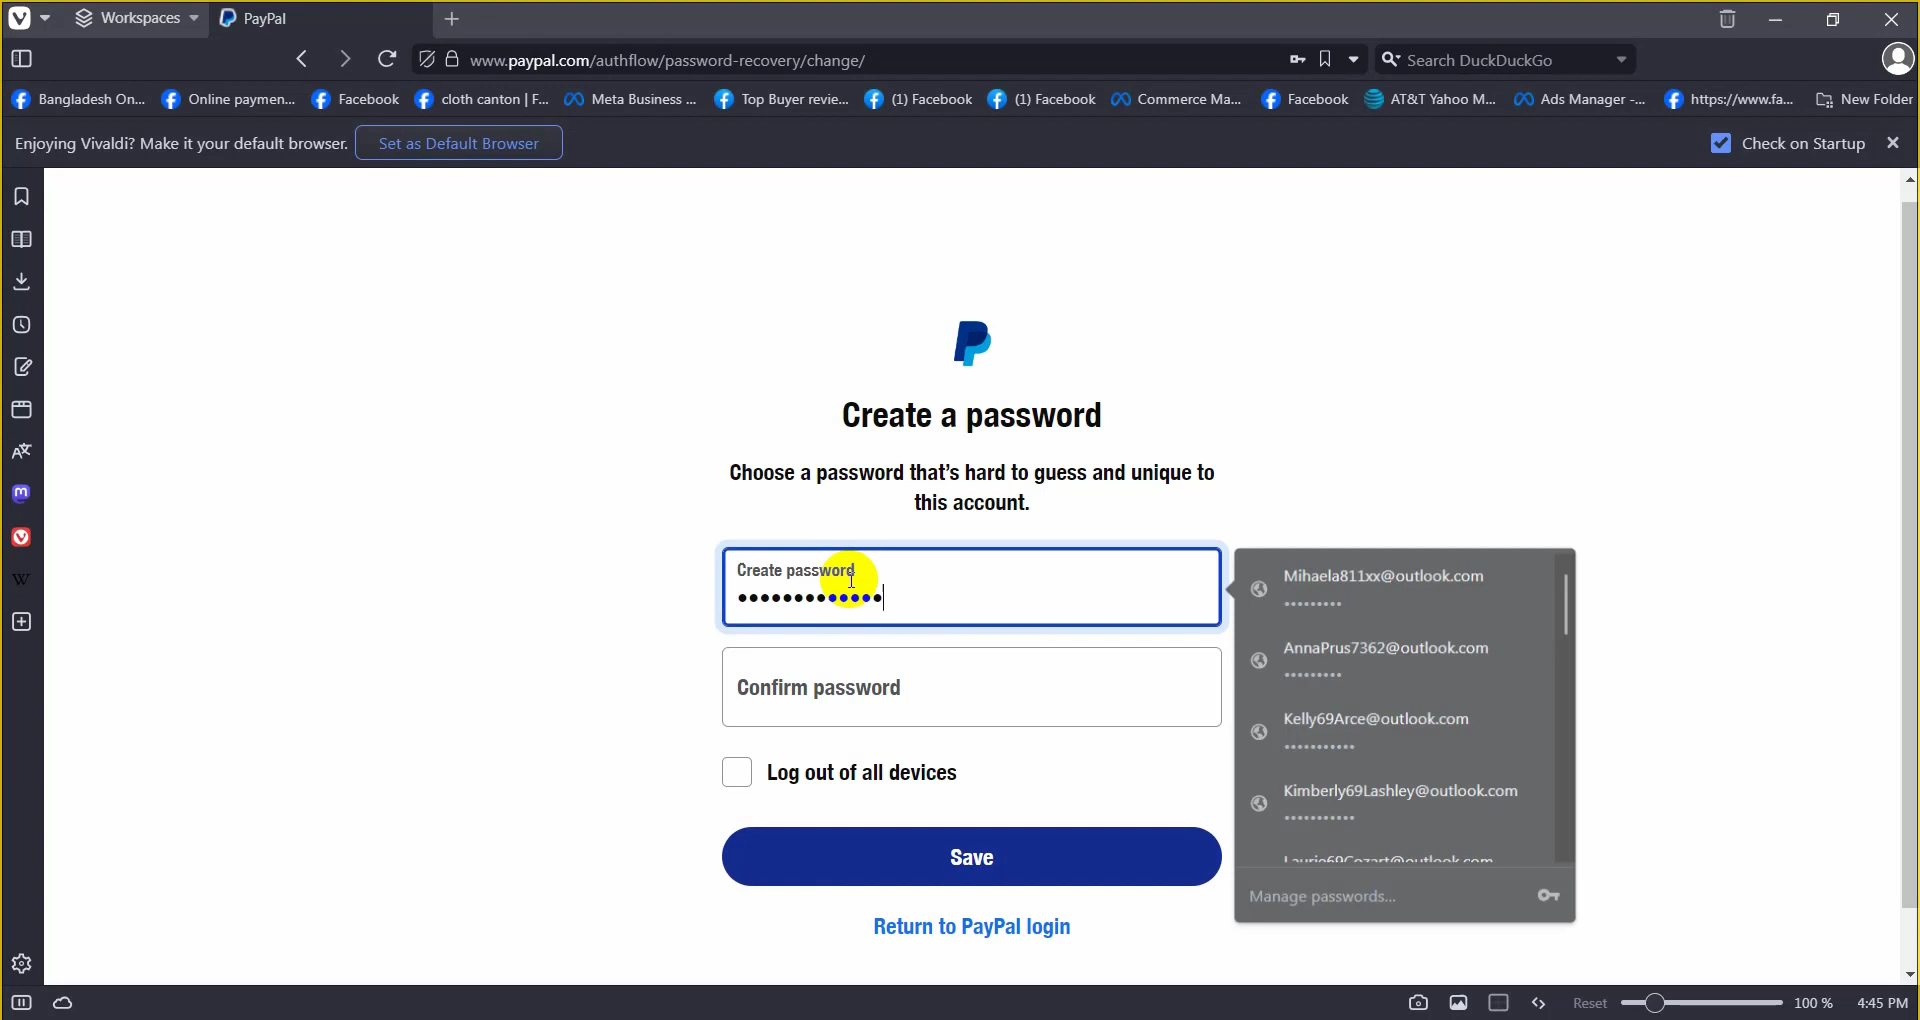 Workspaces
PayPal
www.paypal.com/authflow/password-recovery/change/
Search DuckDuckGo
Bangladesh On...
Online paymen...
Facebook
cloth canton | F...
Meta Business ...
Top Buyer revie...
(1) Facebook
(1) Facebook
Commerce Ma...
Facebook
AT&T Yahoo M...
Ads Manager -...
https://www.fa...
New Folder
Enjoying Vivaldi? Make it your default browser.
Set as Default Browser
Check on Startup
Create a password
Choose a password that's hard to guess and unique to
this account.
Create password
Confirm password
Log out of all devices
Save
Return to PayPal login
Mihaela811xx@outlook.com
AnnaPrus7362@outlook.com
Kelly69Arce@outlook.com
Kimberly69Lashley@outlook.com
Laurie69Cozart@outlook.com
Manage passwords...
Reset
100 %
4:45 PM